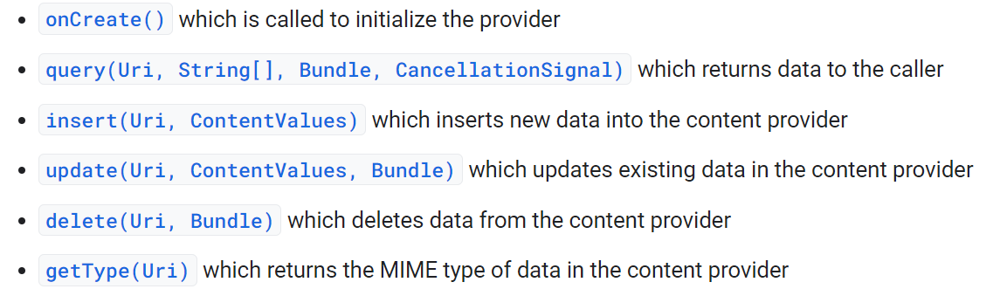 • onCreate() which is called to initialize the provider
• query(Uri, String[], Bundle, CancellationSignal) which returns data to the caller
• insert(Uri, ContentValues) which inserts new data into the content provider
• update(Uri, ContentValues, Bundle) which updates existing data in the content provider
• delete(Uri, Bundle) which deletes data from the content provider
• getType(Uri) which returns the MIME type of data in the content provider